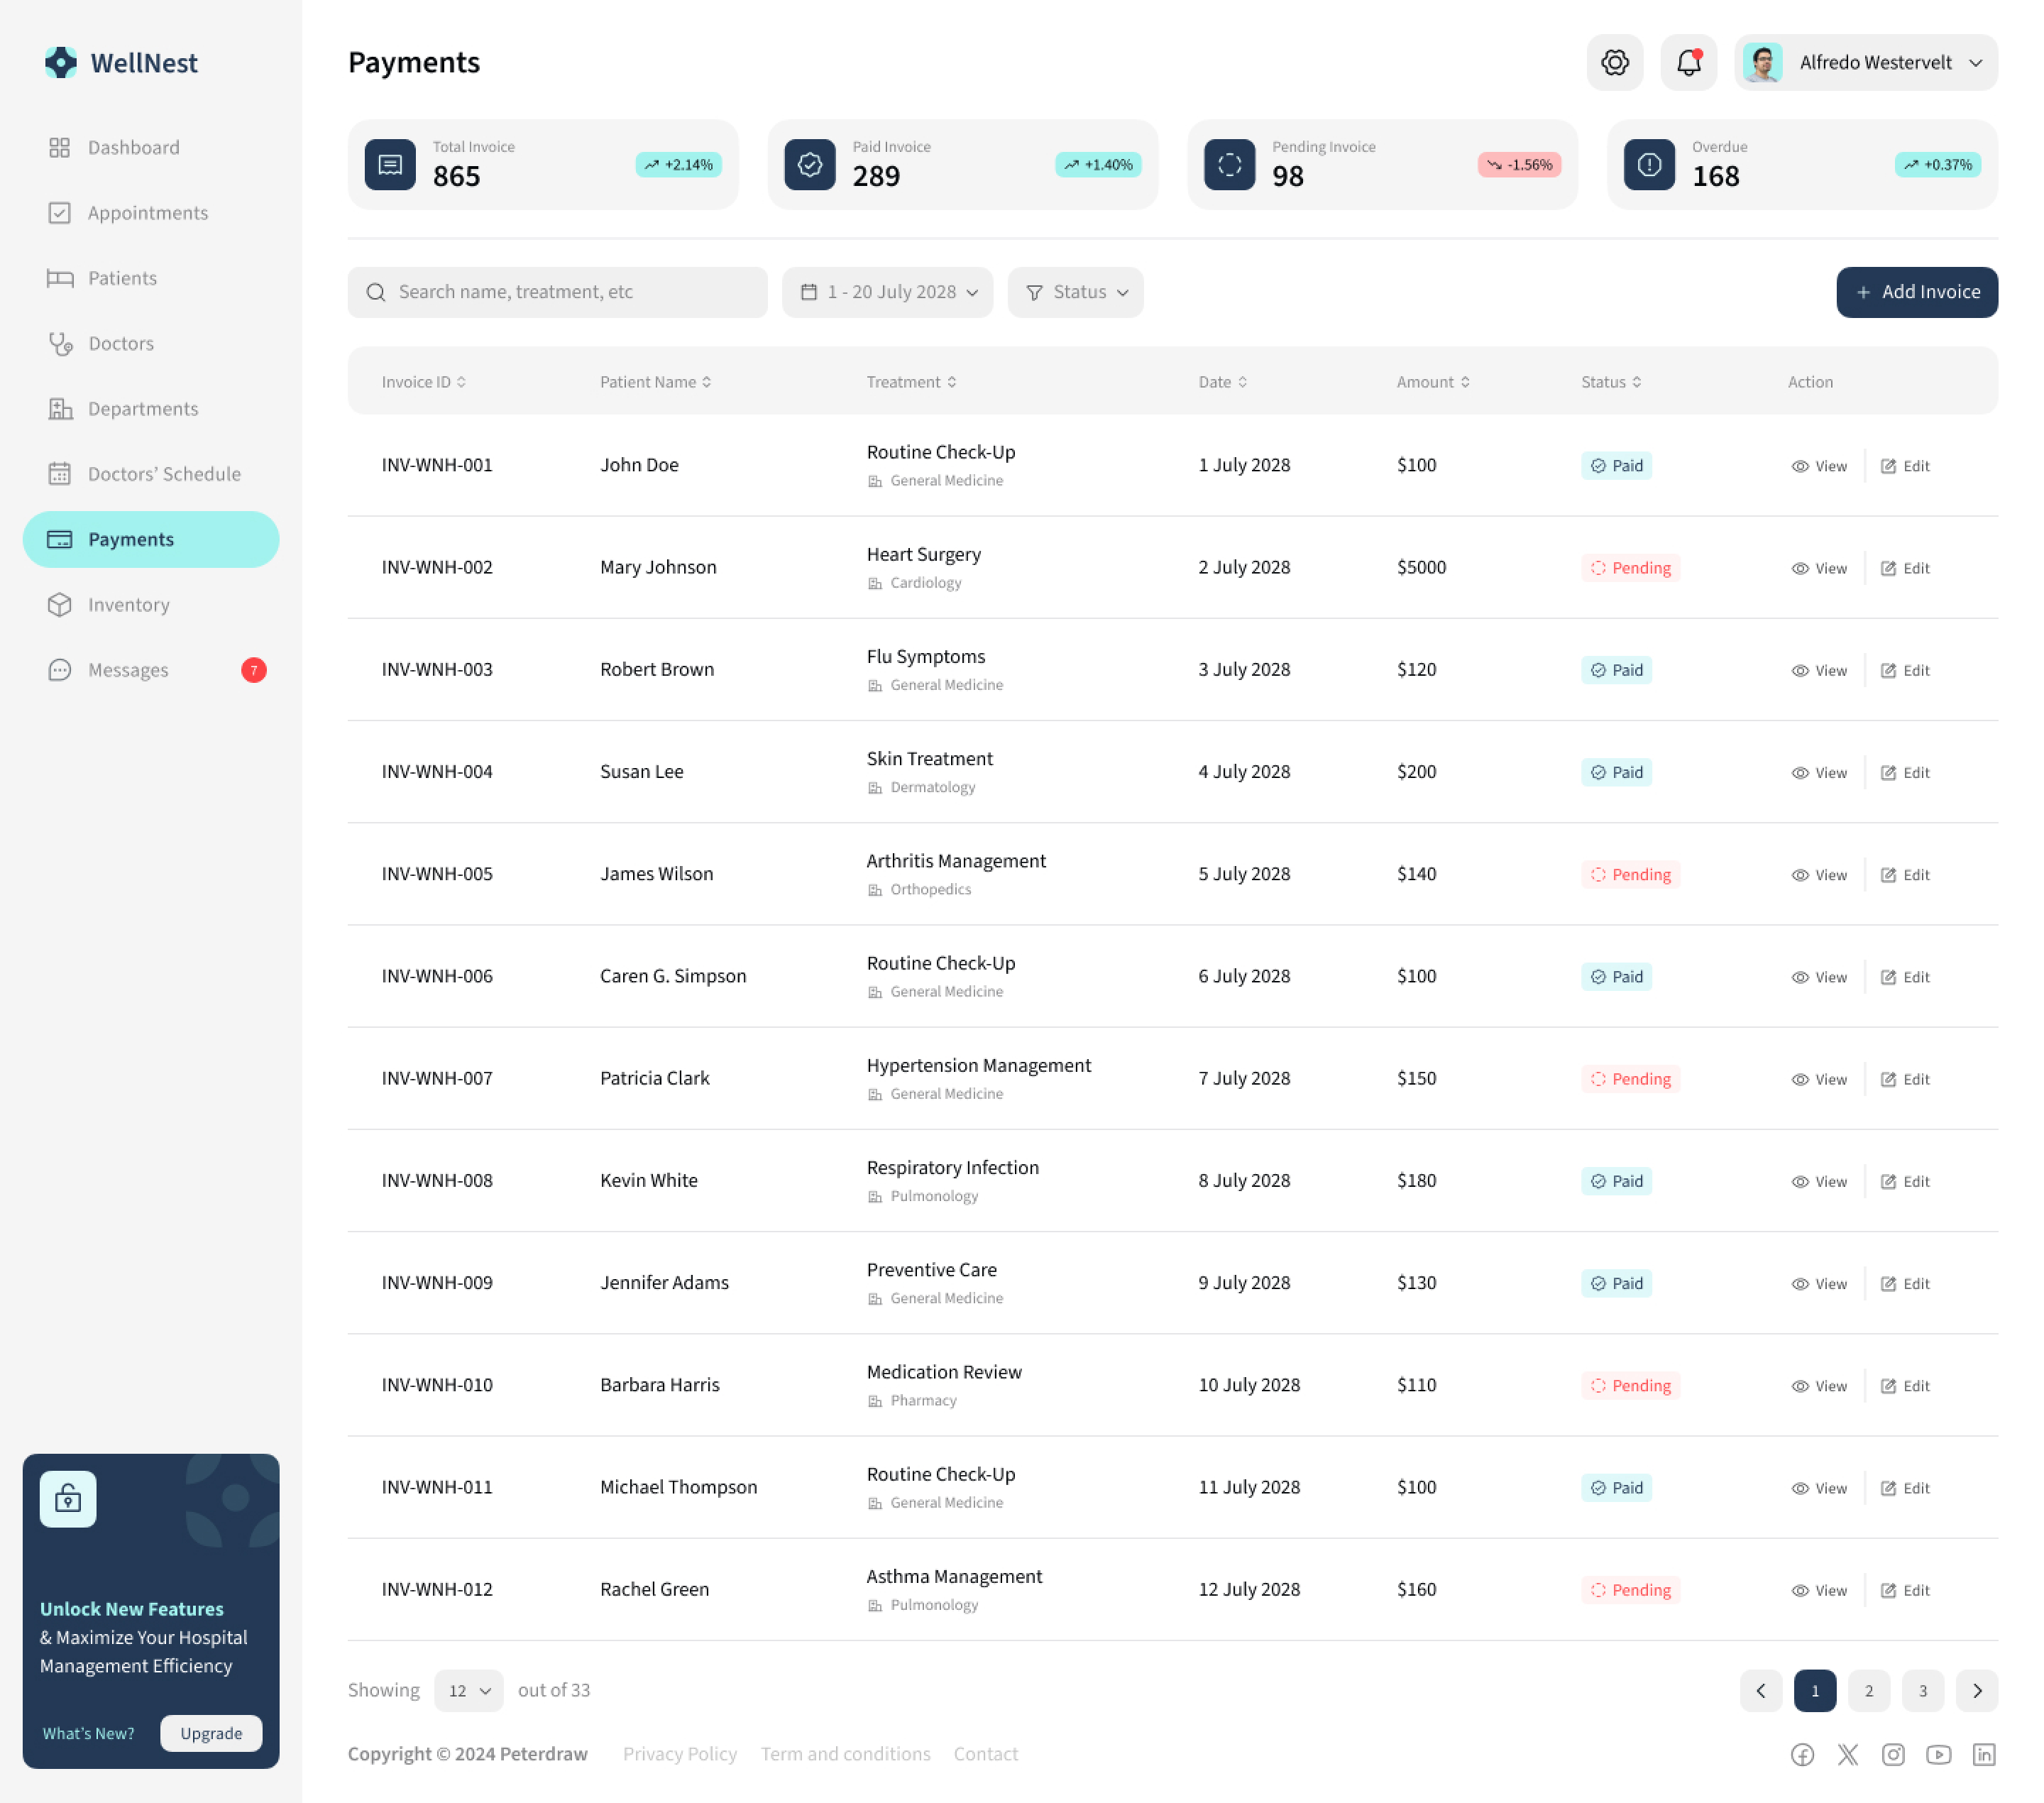 WellNest
Dashboard
Appointments
Patients
Doctors
Departments
Doctors’ Schedule
Payments
Inventory
Messages 7
Unlock New Features
& Maximize Your Hospital
Management Efficiency
What’s New? Upgrade
Payments
Alfredo Westervelt
Total Invoice
865 +2.14%
Paid Invoice
289 +1.40%
Pending Invoice
98 -1.56%
Overdue
168 +0.37%
Search name, treatment, etc 1 - 20 July 2028 Status + Add Invoice
Invoice ID Patient Name Treatment Date Amount Status Action
INV-WNH-001 John Doe Routine Check-Up 1 July 2028 $100 Paid View Edit
General Medicine
INV-WNH-002 Mary Johnson Heart Surgery 2 July 2028 $5000 Pending View Edit
Cardiology
INV-WNH-003 Robert Brown Flu Symptoms 3 July 2028 $120 Paid View Edit
General Medicine
INV-WNH-004 Susan Lee Skin Treatment 4 July 2028 $200 Paid View Edit
Dermatology
INV-WNH-005 James Wilson Arthritis Management 5 July 2028 $140 Pending View Edit
Orthopedics
INV-WNH-006 Caren G. Simpson Routine Check-Up 6 July 2028 $100 Paid View Edit
General Medicine
INV-WNH-007 Patricia Clark Hypertension Management 7 July 2028 $150 Pending View Edit
General Medicine
INV-WNH-008 Kevin White Respiratory Infection 8 July 2028 $180 Paid View Edit
Pulmonology
INV-WNH-009 Jennifer Adams Preventive Care 9 July 2028 $130 Paid View Edit
General Medicine
INV-WNH-010 Barbara Harris Medication Review 10 July 2028 $110 Pending View Edit
Pharmacy
INV-WNH-011 Michael Thompson Routine Check-Up 11 July 2028 $100 Paid View Edit
General Medicine
INV-WNH-012 Rachel Green Asthma Management 12 July 2028 $160 Pending View Edit
Pulmonology
Showing 12 out of 33 1 2 3
Copyright © 2024 Peterdraw Privacy Policy Term and conditions Contact